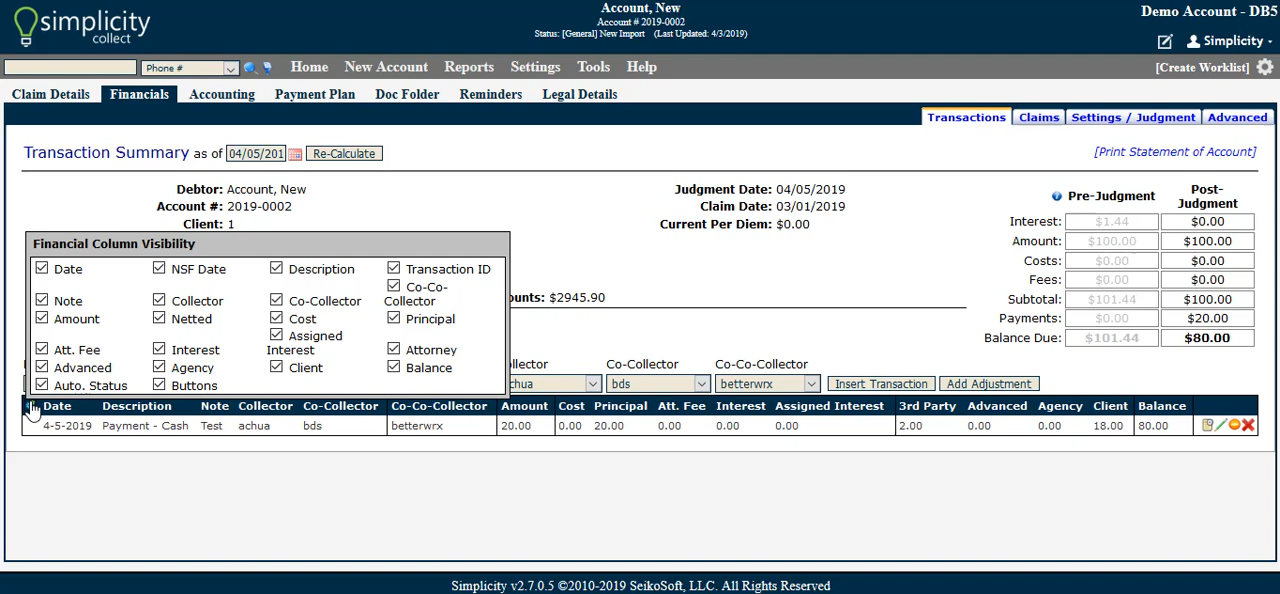 simplicity
collect
Account, New
Account # 2019-0002
Status: [General] New Import (Last Updated: 4/3/2019)
Demo Account - DB5
Simplicity
Phone #
Home New Account Reports Settings Tools Help
[Create Worklist]
Claim Details Financials Accounting Payment Plan Doc Folder Reminders Legal Details
Transactions Claims Settings / Judgment Advanced
Transaction Summary as of 04/05/201 Re-Calculate
[Print Statement of Account]
Debtor: Account, New
Account #: 2019-0002
Client: 1
Judgment Date: 04/05/2019
Claim Date: 03/01/2019
Current Per Diem: $0.00
Pre-Judgment Post-Judgment
Interest: $1.44 $0.00
Amount: $100.00 $100.00
Costs: $0.00 $0.00
Fees: $0.00 $0.00
Subtotal: $101.44 $100.00
Payments: $0.00 $20.00
Balance Due: $101.44 $80.00
Financial Column Visibility
Date NSF Date Description Transaction ID
Note Collector Co-Collector Co-Co-Collector
Amount Netted Cost Principal
Att. Fee Interest Assigned Interest Attorney
Advanced Agency Client Balance
Auto. Status Buttons
ounts: $2945.90
llector Co-Collector Co-Co-Collector
chua bds betterwrx Insert Transaction Add Adjustment
Date Description Note Collector Co-Collector Co-Co-Collector Amount Cost Principal Att. Fee Interest Assigned Interest 3rd Party Advanced Agency Client Balance
4-5-2019 Payment - Cash Test achua bds betterwrx 20.00 0.00 20.00 0.00 0.00 0.00 2.00 0.00 0.00 18.00 80.00
Simplicity v2.7.0.5 ©2010-2019 SeikoSoft, LLC. All Rights Reserved